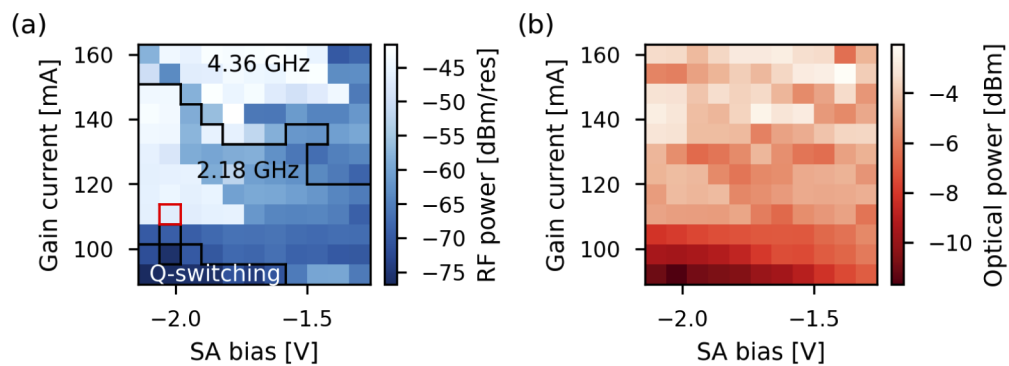 (a)
Gain current [mA]
160
140
120
100
4.36 GHz
2.18 GHz
Q-switching
−2.0
−1.5
SA bias [V]
−45
−50
−55
−60
−65
−70
−75
RF power [dBm/res]
(b)
Gain current [mA]
160
140
120
100
−2.0
−1.5
SA bias [V]
−4
−6
−8
−10
Optical power [dBm]